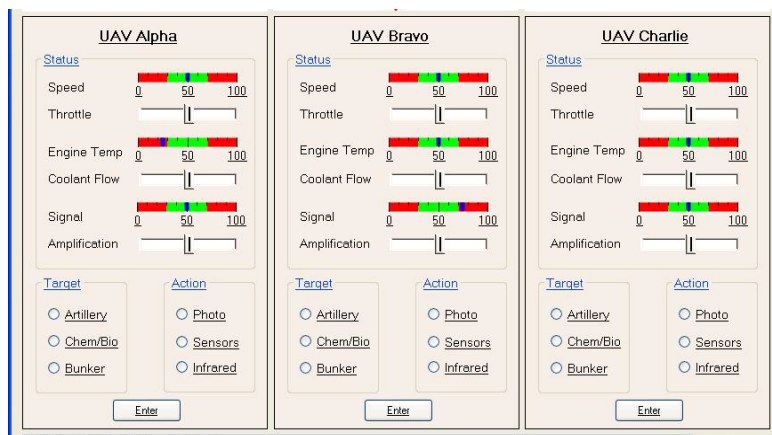 UAV Alpha
Status
Speed
0 50 100
Throttle
Engine Temp
0 50 100
Coolant Flow
Signal
0 50 100
Amplification
Target
Action
Artillery
Photo
Chem/Bio
Sensors
Bunker
Infrared
Enter
UAV Bravo
Status
Speed
0 50 100
Throttle
Engine Temp
0 50 100
Coolant Flow
Signal
0 50 100
Amplification
Target
Action
Artillery
Photo
Chem/Bio
Sensors
Bunker
Infrared
Enter
UAV Charlie
Status
Speed
0 50 100
Throttle
Engine Temp
0 50 100
Coolant Flow
Signal
0 50 100
Amplification
Target
Action
Artillery
Photo
Chem/Bio
Sensors
Bunker
Infrared
Enter